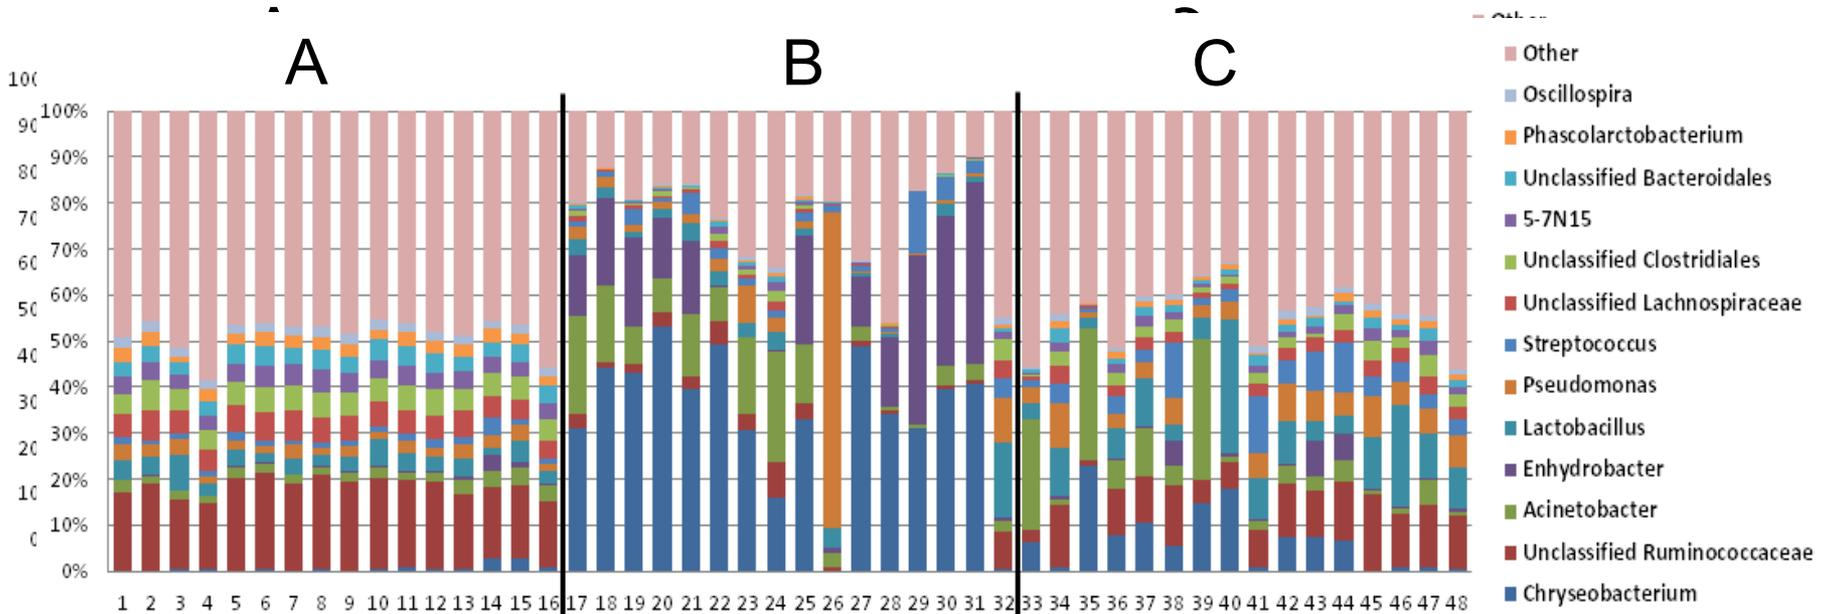 A B C
Other
Oscillospira
Phascolarctobacterium
Unclassified Bacteroidales
5-7N15
Unclassified Clostridiales
Unclassified Lachnospiraceae
Streptococcus
Pseudomonas
Lactobacillus
Enhydrobacter
Acinetobacter
Unclassified Ruminococcaceae
Chryseobacterium
100%
90%
80%
70%
60%
50%
40%
30%
20%
10%
0%
1 2 3 4 5 6 7 8 9 10 11 12 13 14 15 16 17 18 19 20 21 22 23 24 25 26 27 28 29 30 31 32 33 34 35 36 37 38 39 40 41 42 43 44 45 46 47 48